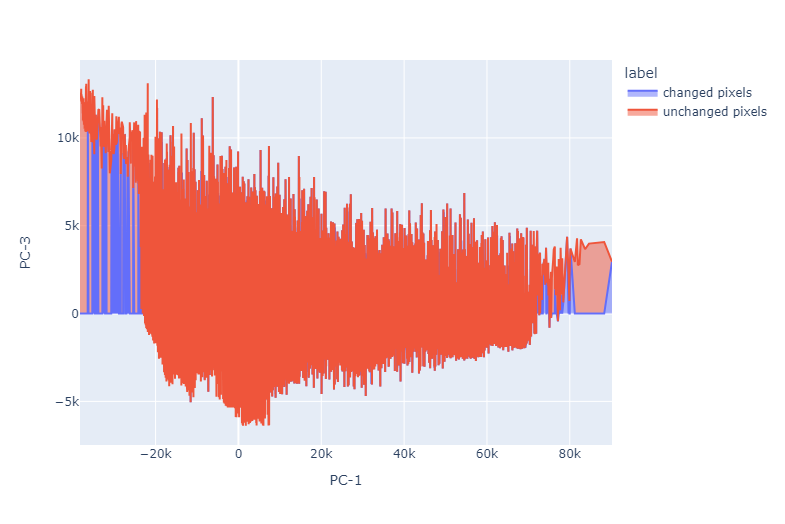 label
changed pixels
unchanged pixels
10k
5k
0
−5k
PC-3
−20k
0
20k
40k
60k
80k
PC-1